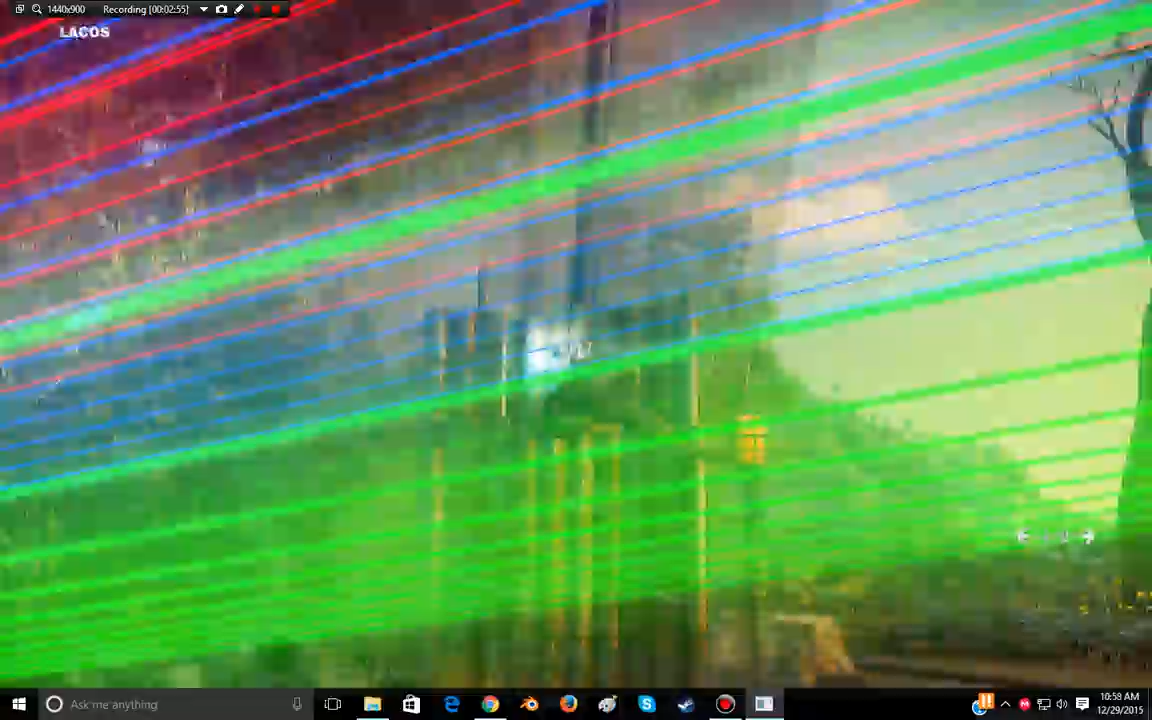 1440x900 Recording [00:02:55]
LACOS
Ask me anything
10:58 AM
12/29/2015